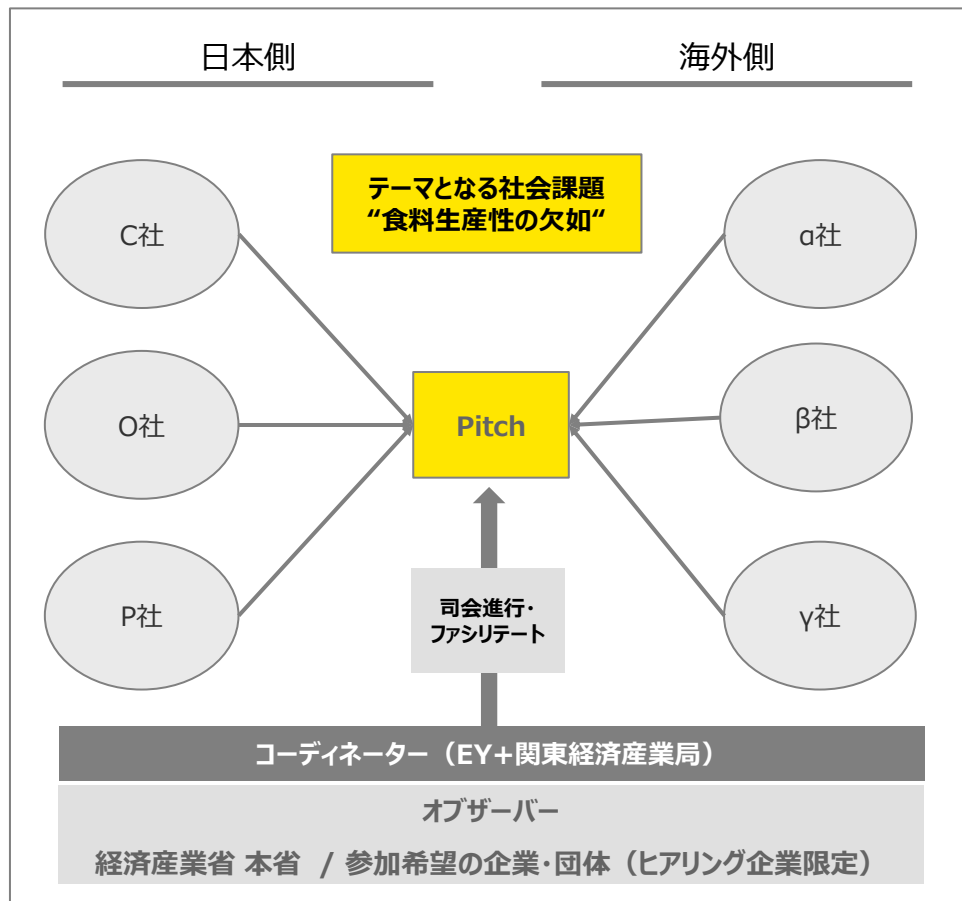 日本側
海外側
テーマとなる社会課題
“食料生産性の欠如“
C社
α社
O社
Pitch
β社
P社
司会進行・
ファシリテート
γ社
コーディネーター（EY+関東経済産業局）
オブザーバー
経済産業省 本省 / 参加希望の企業・団体（ヒアリング企業限定）